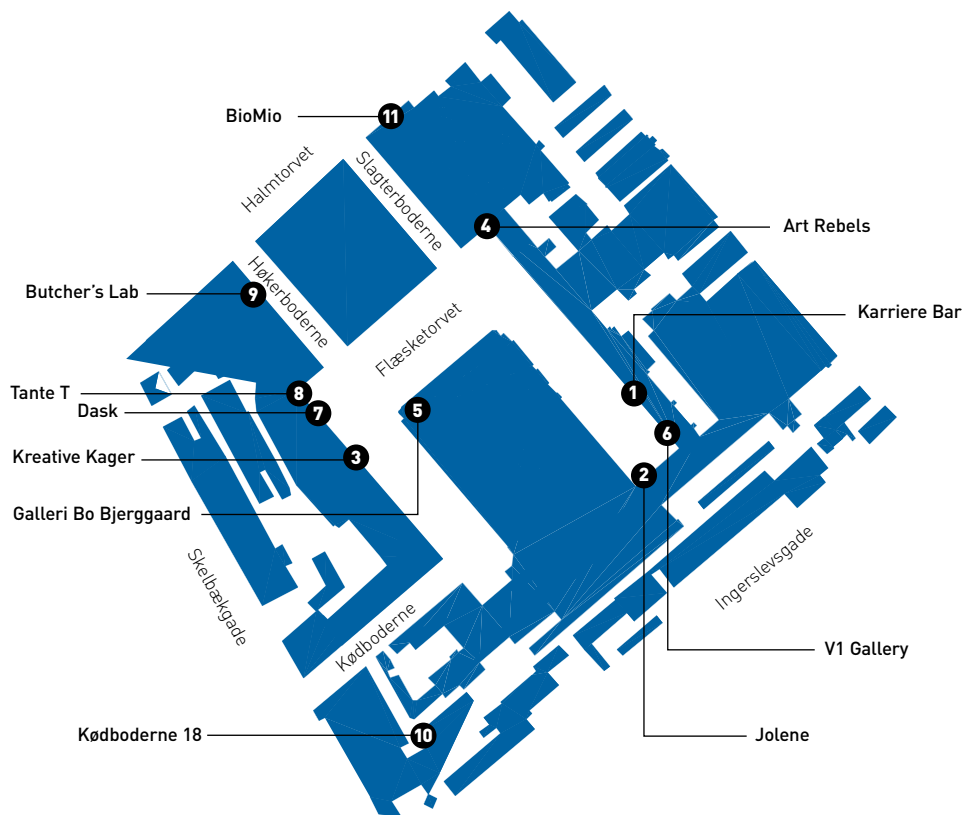 BioMio
11
Halmtorvet
Slagterboderne
4
Art Rebels
Butcher's Lab
9
Høkerboderne
Flæsketorvet
Karriere Bar
1
Tante T
8
Dask
7
5
6
Kreative Kager
3
2
Galleri Bo Bjerggaard
Skelbækgade
Ingerslevsgade
Kødboderne
V1 Gallery
Kødboderne 18
10
Jolene